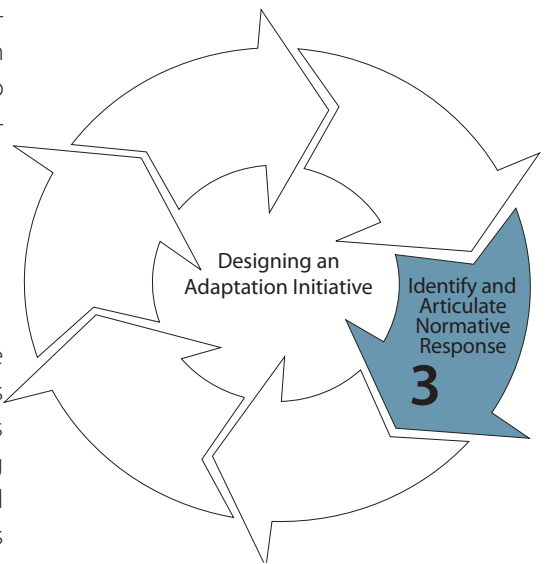 Designing an
Adaptation Initiative
Identify and
Articulate
Normative
Response
3